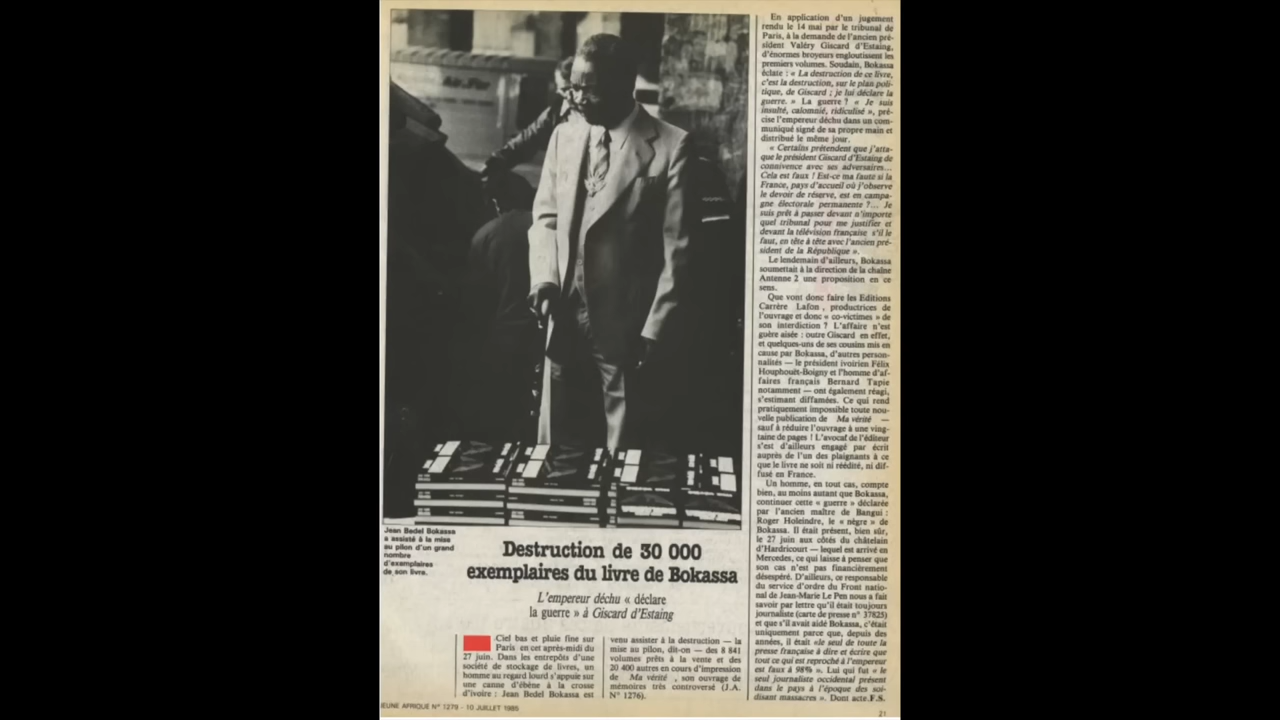 Jean Bedel Bokassa
a assisté à la mise
au pilon d'un grand
nombre
d'exemplaires
de son livre.
Destruction de 30 000
exemplaires du livre de Bokassa
L'empereur déchu « déclare
la guerre » à Giscard d'Estaing
Ciel bas et pluie fine sur
Paris en cet après-midi du
27 juin. Dans les entrepôts d'une
société de stockage de livres, un
homme au regard lourd s'appuie sur
une canne d'ébène à la crosse
d'ivoire : Jean Bedel Bokassa est
venu assister à la destruction — la
mise au pilon, dit-on — des 8 841
volumes prêts à la vente et des
20 400 autres en cours d'impression
de Ma vérité , son ouvrage de
mémoires très controversé (J.A.
N° 1276).
En application d'un jugement
rendu le 14 mai par le tribunal de
Paris, à la demande de l'ancien pré-
sident Valéry Giscard d'Estaing,
d'énormes broyeurs engloutissent les
premiers volumes. Soudain, Bokassa
éclate : « La destruction de ce livre,
c'est la destruction, sur le plan poli-
tique, de Giscard ; je lui déclare la
guerre. » La guerre ? « Je suis
insulté, calomnié, ridiculisé », pré-
cise l'empereur déchu dans un com-
muniqué signé de sa propre main et
distribué le même jour.
« Certains prétendent que j'atta-
que le président Giscard d'Estaing de
connivence avec ses adversaires...
Cela est faux ! Est-ce ma faute si la
France, pays d'accueil où j'observe
le devoir de réserve, est en campa-
gne électorale permanente ?... Je
suis prêt à passer devant n'importe
quel tribunal pour me justifier et
devant la télévision française s'il le
faut, en tête à tête avec l'ancien pré-
sident de la République ».
Le lendemain d'ailleurs, Bokassa
soumettait à la direction de la chaîne
Antenne 2 une proposition en ce
sens.
Que vont donc faire les Editions
Carrère Lafon , productrices de
l'ouvrage et donc « co-victimes » de
son interdiction ? L'affaire n'est
guère aisée : outre Giscard en effet,
et quelques-uns de ses cousins mis en
cause par Bokassa, d'autres person-
nalités — le président ivoirien Félix
Houphouët-Boigny et l'homme d'af-
faires français Bernard Tapie
notamment — ont également réagi,
s'estimant diffamées. Ce qui rend
pratiquement impossible toute nou-
velle publication de Ma vérité —
sauf à réduire l'ouvrage à une ving-
taine de pages ! L'avocat de l'éditeur
s'est d'ailleurs engagé par écrit
auprès de l'un des plaignants à ce
que le livre ne soit ni réédité, ni dif-
fusé en France.
Un homme, en tout cas, compte
bien, au moins autant que Bokassa,
continuer cette « guerre » déclarée
par l'ancien maître de Bangui :
Roger Holeindre, le « nègre » de
Bokassa. Il était présent, bien sûr,
le 27 juin aux côtés du châtelain
d'Hardricourt — lequel est arrivé en
Mercedes, ce qui laisse à penser que
son cas n'est pas financièrement
désespéré. D'ailleurs, ce responsable
du service d'ordre du Front natio-
nal de Jean-Marie Le Pen nous a fait
savoir par lettre qu'il était toujours
journaliste (carte de presse n° 37825)
et que s'il avait aidé Bokassa, c'était
uniquement parce que, depuis des
années, il était «le seul de toute la
presse française à dire et écrire que
tout ce qui est reproché à l'empereur
est faux à 98% ». Lui qui fut « le
seul journaliste occidental présent
dans le pays à l'époque des soi-
disant massacres ». Dont acte.F.S.
JEUNE AFRIQUE N° 1279 - 10 JUILLET 1985
21